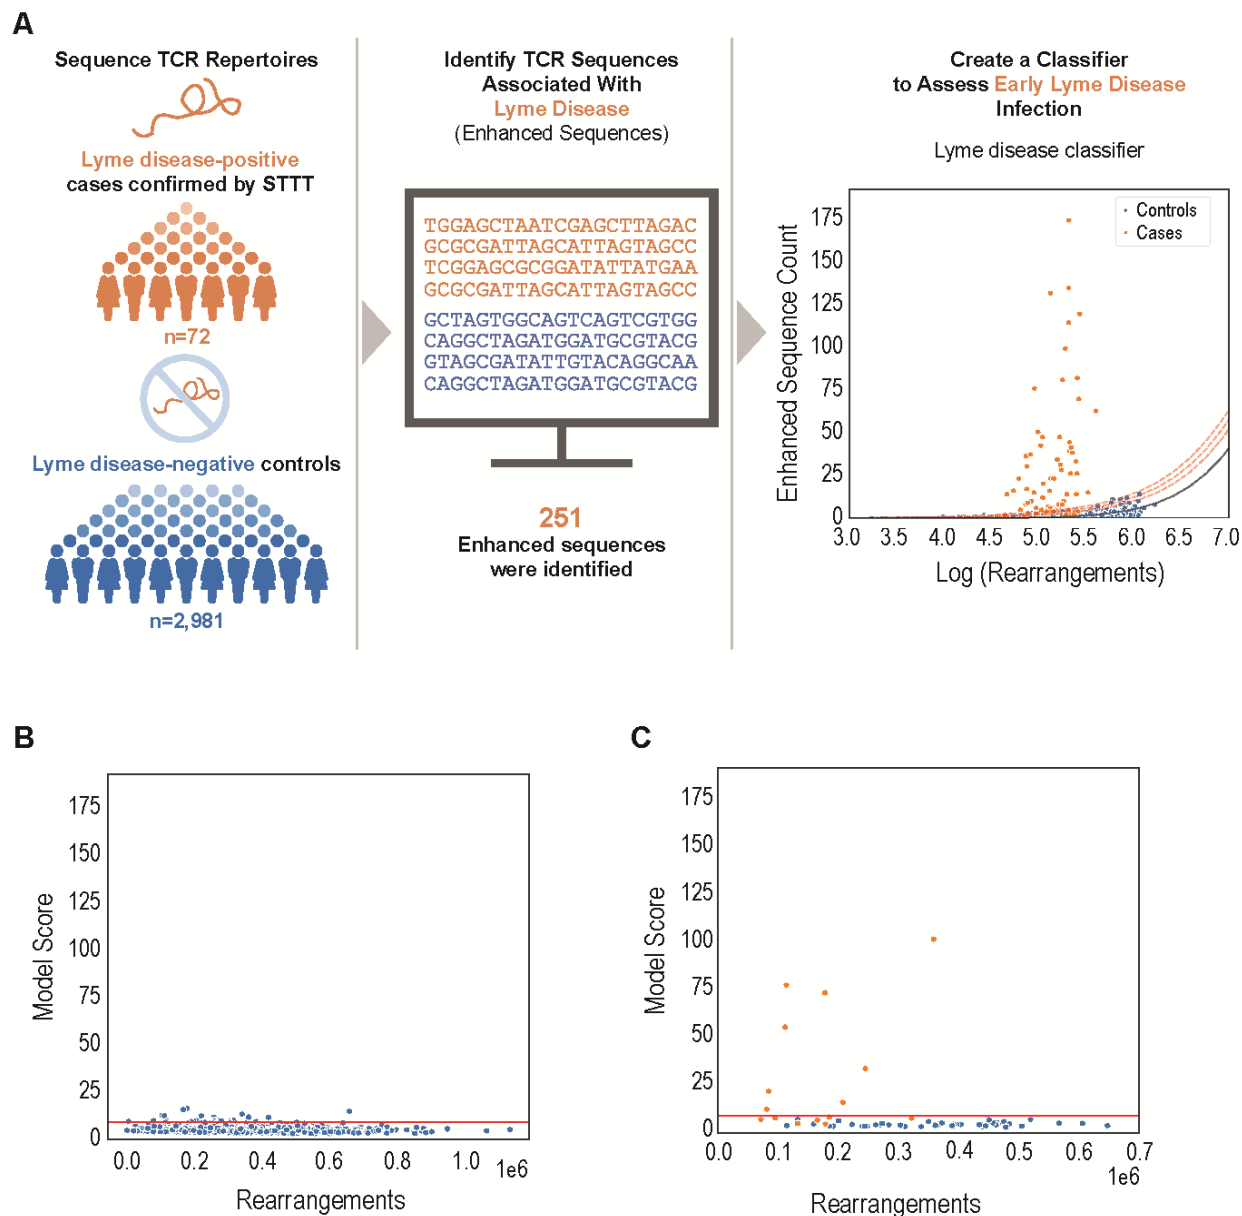 A
Sequence TCR Repertoires
Lyme disease-positive
cases confirmed by STTT
n=72
Lyme disease-negative controls
n=2,981
Identify TCR Sequences
Associated With
Lyme Disease
(Enhanced Sequences)
TGGAGCTAATCGAGCTTAGAC
GCGCGATTAGCATTAGTAGCC
TCGGAGCGCGGATATTATGAA
GCGCGATTAGCATTAGTAGCC
GCTAGTGGCAGTCAGTCGTGG
CAGGCTAGATGGATGCGTACG
GTAGCGATATTGTACAGGCAA
CAGGCTAGATGGATGCGTACG
251
Enhanced sequences
were identified
Create a Classifier
to Assess Early Lyme Disease
Infection
Lyme disease classifier
Enhanced Sequence Count
175
150
125
100
75
50
25
0
Controls
Cases
3.0 3.5 4.0 4.5 5.0 5.5 6.0 6.5 7.0
Log (Rearrangements)
B
Model Score
175
150
125
100
75
50
25
0
0.0 0.2 0.4 0.6 0.8 1.0
1e6
Rearrangements
C
Model Score
175
150
125
100
75
50
25
0
0.0 0.1 0.2 0.3 0.4 0.5 0.6 0.7
1e6
Rearrangements